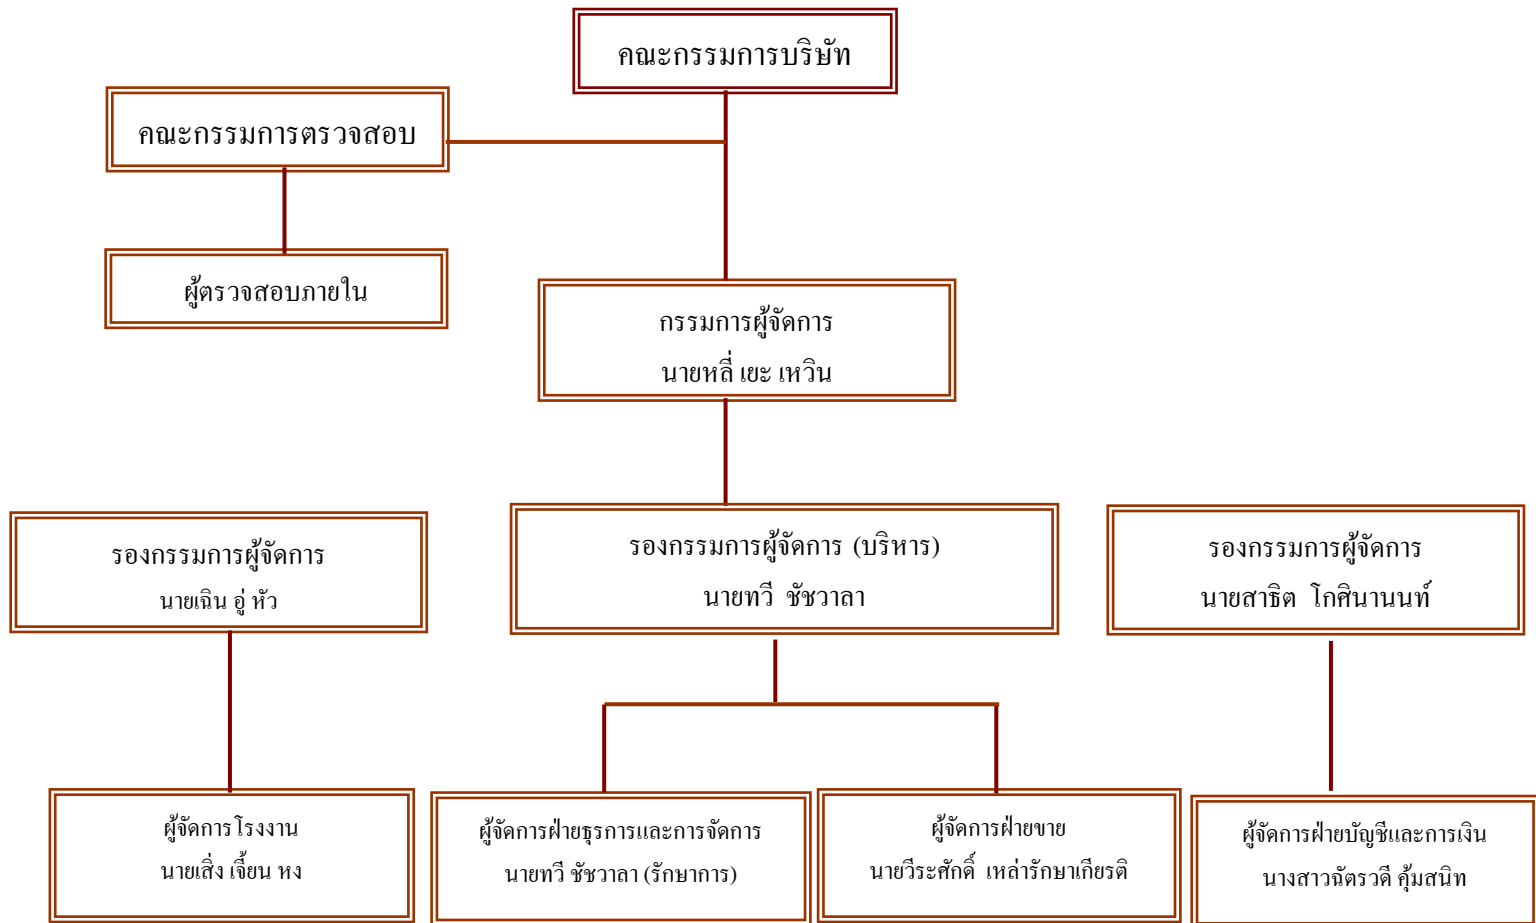 คณะกรรมการบริษัท
คณะกรรมการตรวจสอบ
ผู้ตรวจสอบภายใน
กรรมการผู้จัดการ
นายหลี่ เยะ เหวิน
รองกรรมการผู้จัดการ
นายเฉิน อู่ หัว
รองกรรมการผู้จัดการ (บริหาร)
นายทวี ชัชวาลา
รองกรรมการผู้จัดการ
นายสาธิต โกศินานนท์
ผู้จัดการโรงงาน
นายเสิ่ง เจี้ยน หง
ผู้จัดการฝ่ายธุรการและการจัดการ
นายทวี ชัชวาลา (รักษาการ)
ผู้จัดการฝ่ายขาย
นายวีระศักดิ์ เหล่ารักษาเกียรติ
ผู้จัดการฝ่ายบัญชีและการเงิน
นางสาวฉัตรวดี คุ้มสนิท